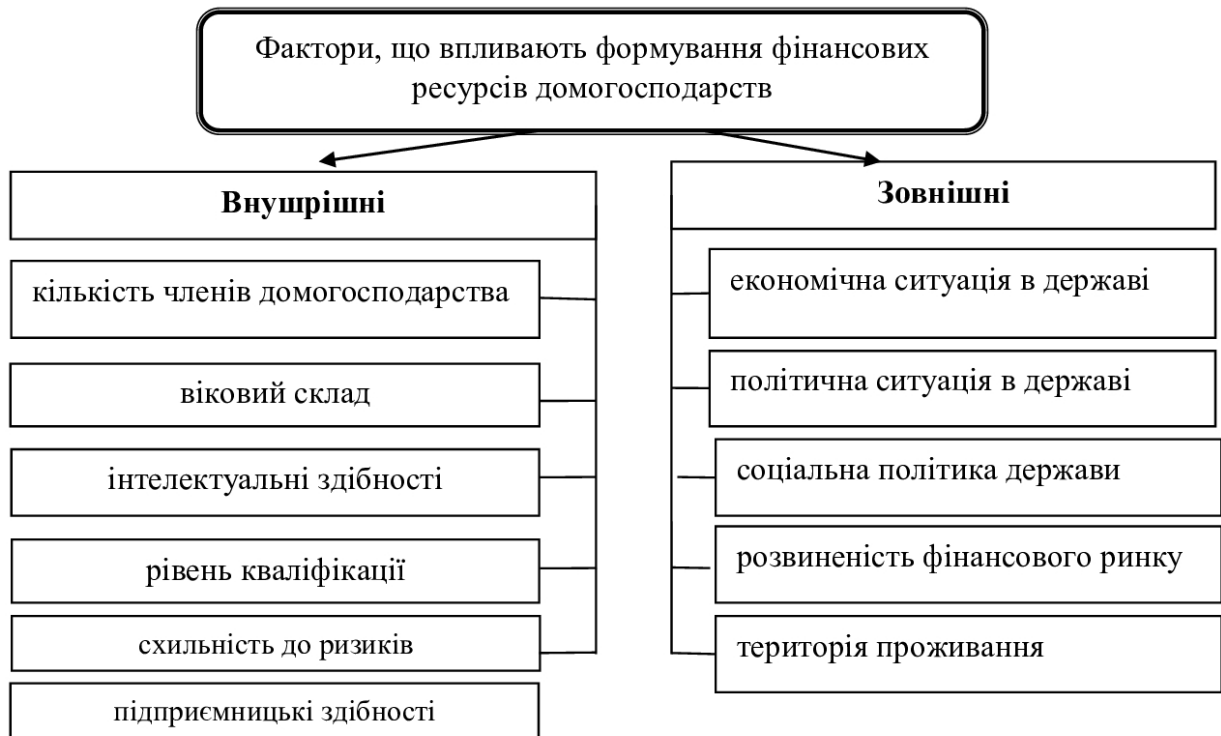 Фактори, що впливають формування фінансових
ресурсів домогосподарств
Внушрішні
кількість членів домогосподарства
віковий склад
інтелектуальні здібності
рівень кваліфікації
схильність до ризиків
підприємницькі здібності
Зовнішні
економічна ситуація в державі
політична ситуація в державі
соціальна політика держави
розвиненість фінансового ринку
територія проживання